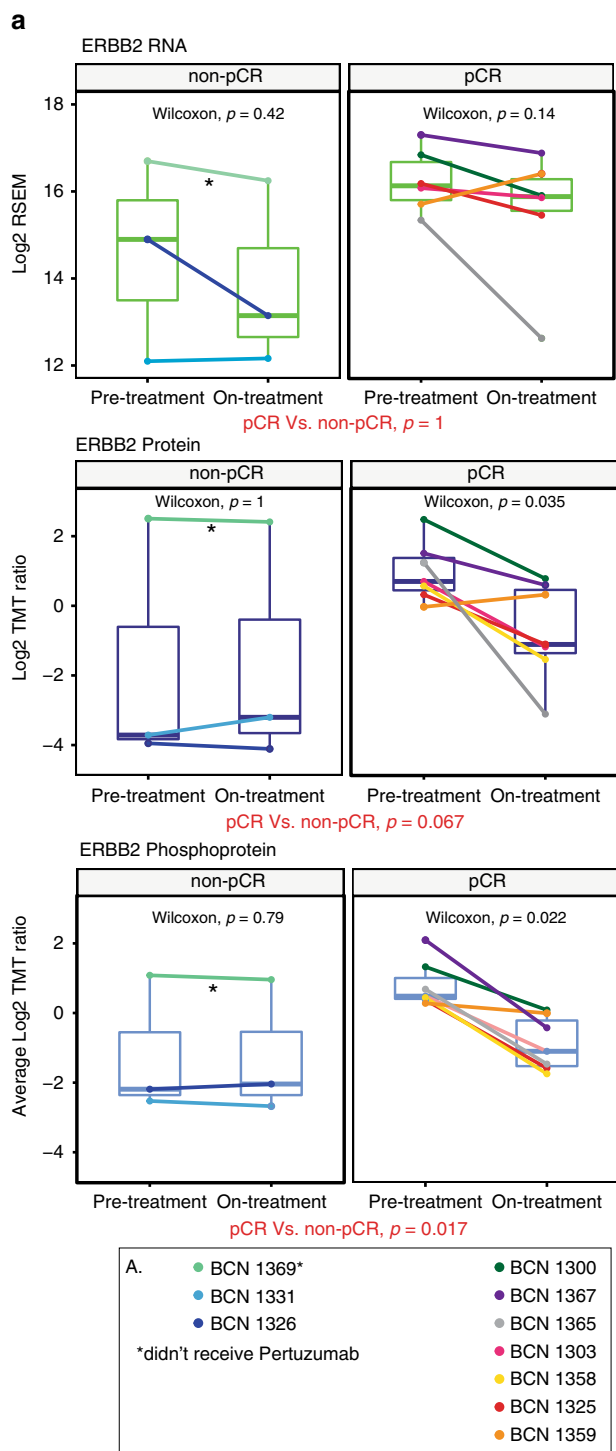 a
ERBB2 RNA
non-pCR pCR
Wilcoxon, p = 0.42 Wilcoxon, p = 0.14
*
Log2 RSEM
18
16
14
12
Pre-treatment On-treatment Pre-treatment On-treatment
pCR Vs. non-pCR, p = 1
ERBB2 Protein
non-pCR pCR
Wilcoxon, p = 1 Wilcoxon, p = 0.035
*
Log2 TMT ratio
2
0
−2
−4
Pre-treatment On-treatment Pre-treatment On-treatment
pCR Vs. non-pCR, p = 0.067
ERBB2 Phosphoprotein
non-pCR pCR
Wilcoxon, p = 0.79 Wilcoxon, p = 0.022
*
Average Log2 TMT ratio
2
0
−2
−4
Pre-treatment On-treatment Pre-treatment On-treatment
pCR Vs. non-pCR, p = 0.017
A.
BCN 1369* BCN 1300
BCN 1331 BCN 1367
BCN 1326 BCN 1365
*didn't receive Pertuzumab BCN 1303
BCN 1358
BCN 1325
BCN 1359